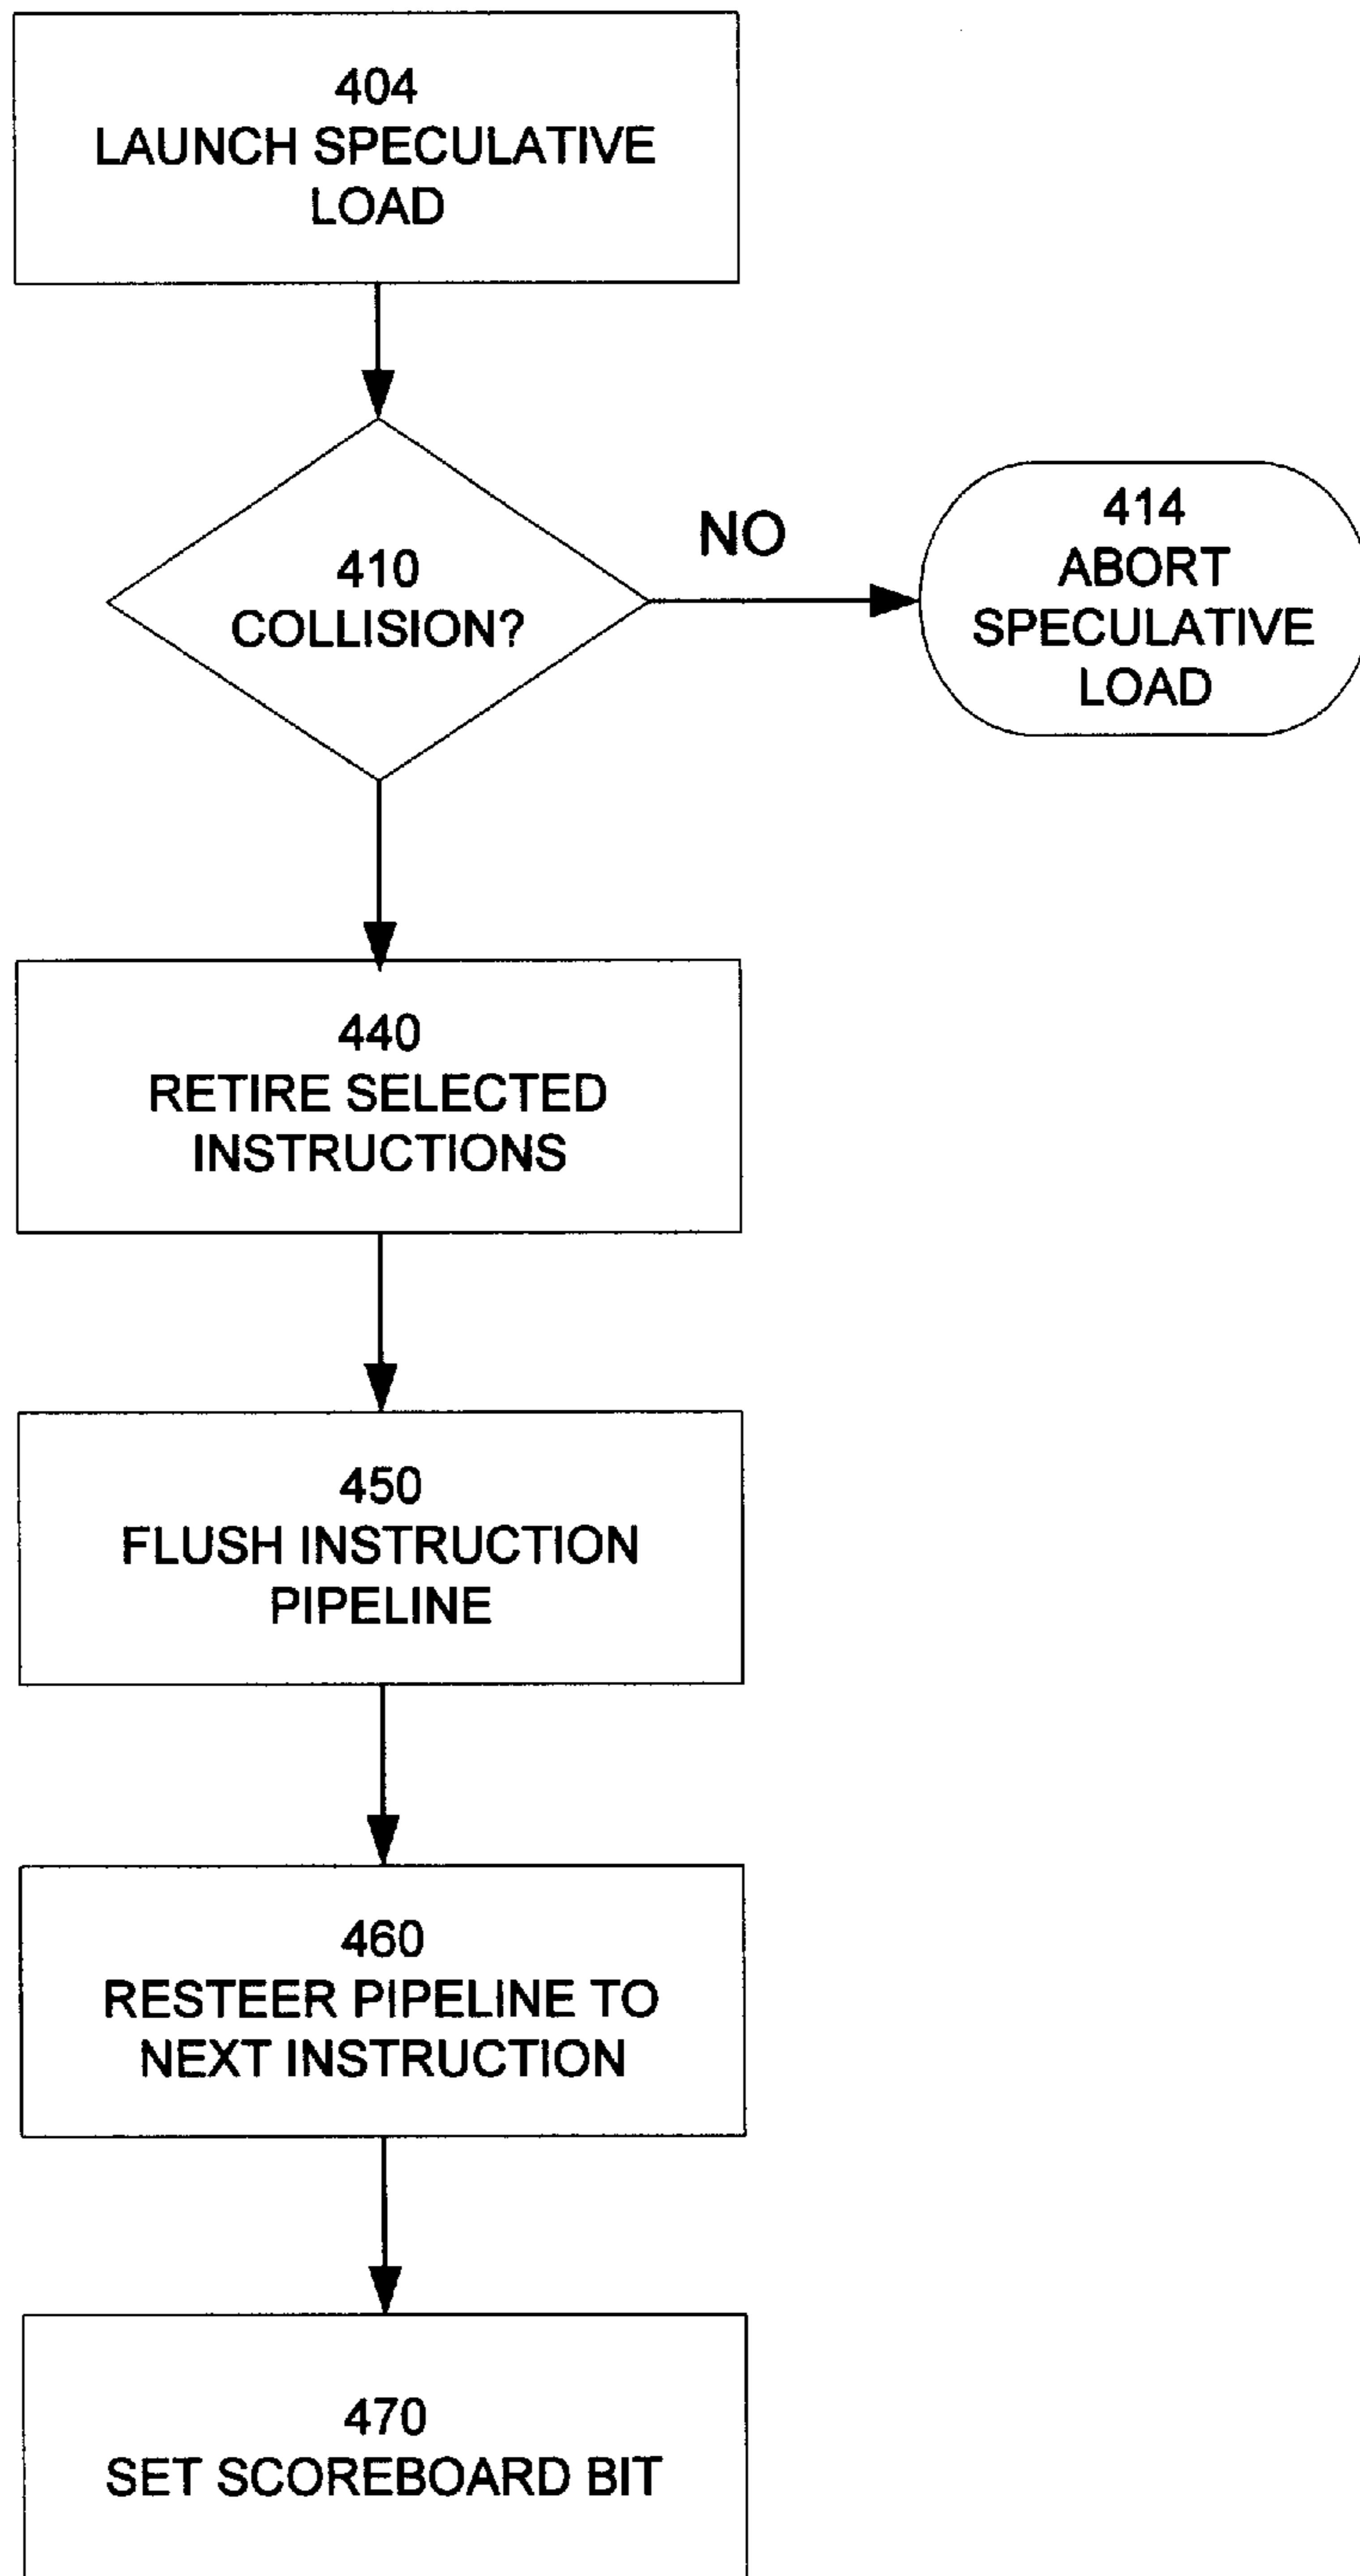 404
LAUNCH SPECULATIVE
LOAD
410
COLLISION?
NO
414
ABORT
SPECULATIVE
LOAD
440
RETIRE SELECTED
INSTRUCTIONS
450
FLUSH INSTRUCTION
PIPELINE
460
RESTEER PIPELINE TO
NEXT INSTRUCTION
470
SET SCOREBOARD BIT